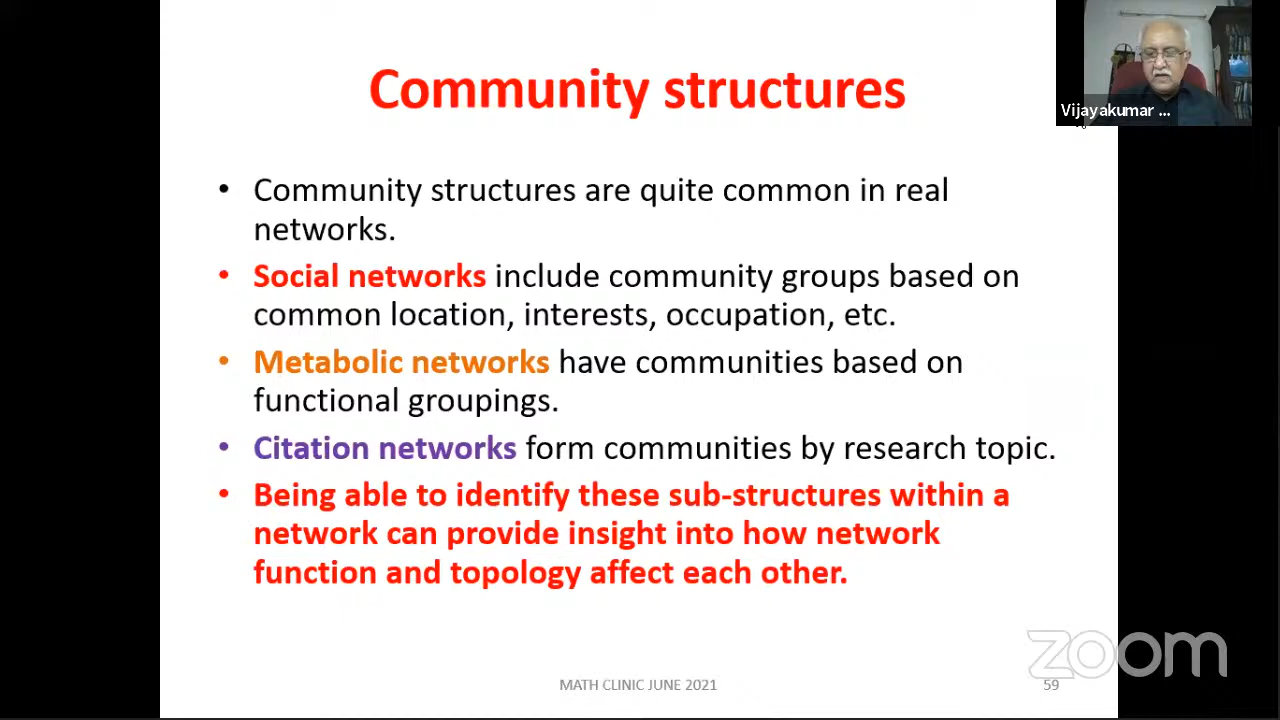 Community structures
Vijayakumar ...
• Community structures are quite common in real
networks.
• Social networks include community groups based on
common location, interests, occupation, etc.
• Metabolic networks have communities based on
functional groupings.
• Citation networks form communities by research topic.
• Being able to identify these sub-structures within a
network can provide insight into how network
function and topology affect each other.
zoom
MATH CLINIC JUNE 2021
59